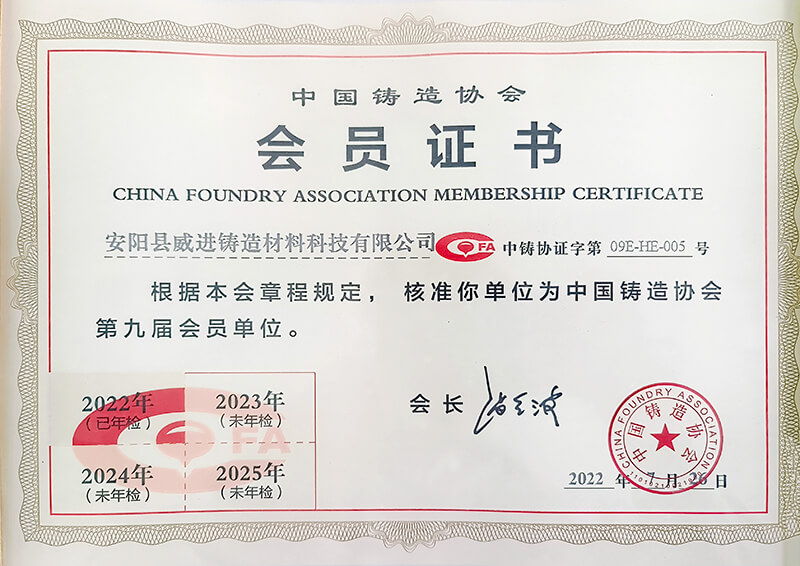 中国铸造协会
会员证书
CHINA FOUNDRY ASSOCIATION MEMBERSHIP CERTIFICATE
安阳县威进铸造材料科技有限公司 CFA 中铸协证字第 09E-HE-005 号
根据本会章程规定，核准你单位为中国铸造协会
第九届会员单位。
2022年 2023年
（已年检） （未年检）
FA
2024年 2025年
（未年检） （未年检）
会长
CHINA FOUNDRY ASSOCIATION
中国铸造协会
2022 年 7 月 26 日